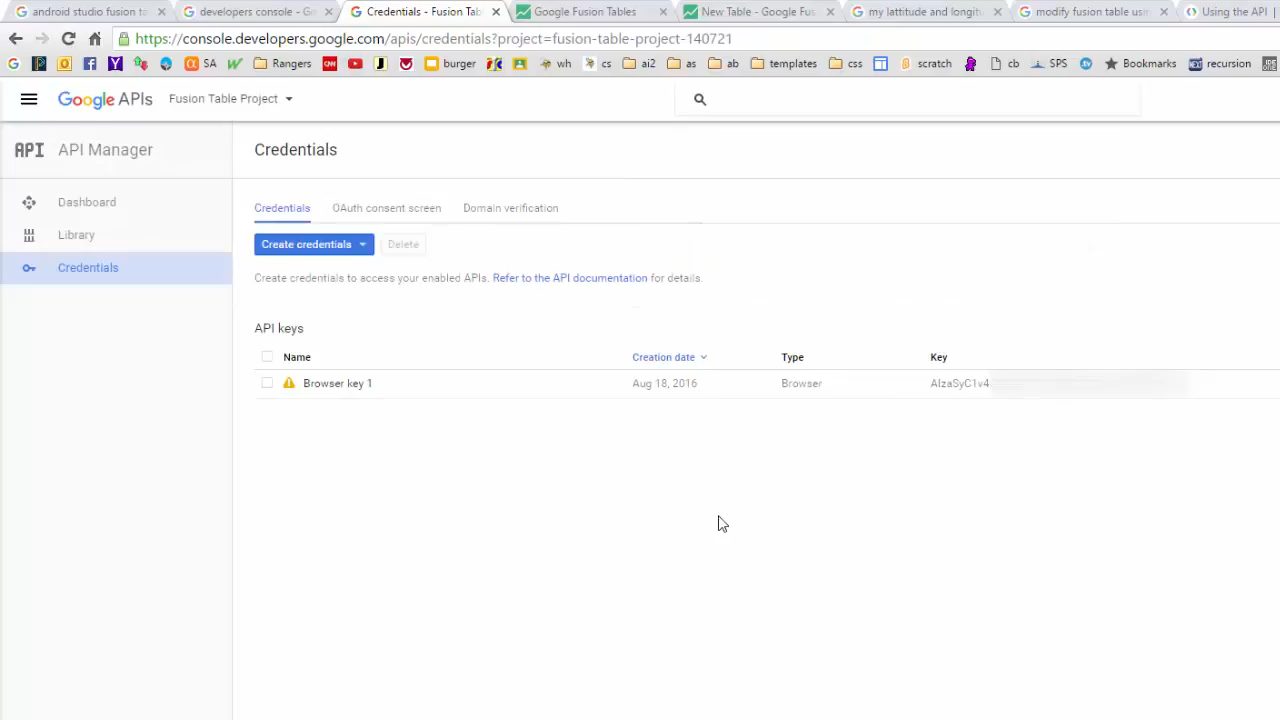 android studio fusion ta
developers console - Go
Credentials - Fusion Tab
Google Fusion Tables
New Table - Google Fus
my lattitude and longit
modify fusion table usin
Using the API
https://console.developers.google.com/apis/credentials?project=fusion-table-project-140721
SA
Rangers
burger
wh
cs
ai2
as
ab
templates
css
scratch
cb
SPS
Bookmarks
recursion
Google APIs
Fusion Table Project
API
API Manager
Credentials
Dashboard
Library
Credentials
Credentials
OAuth consent screen
Domain verification
Create credentials
Delete
Create credentials to access your enabled APIs. Refer to the API documentation for details.
API keys
Name
Creation date
Type
Key
Browser key 1
Aug 18, 2016
Browser
AIzaSyC1v4